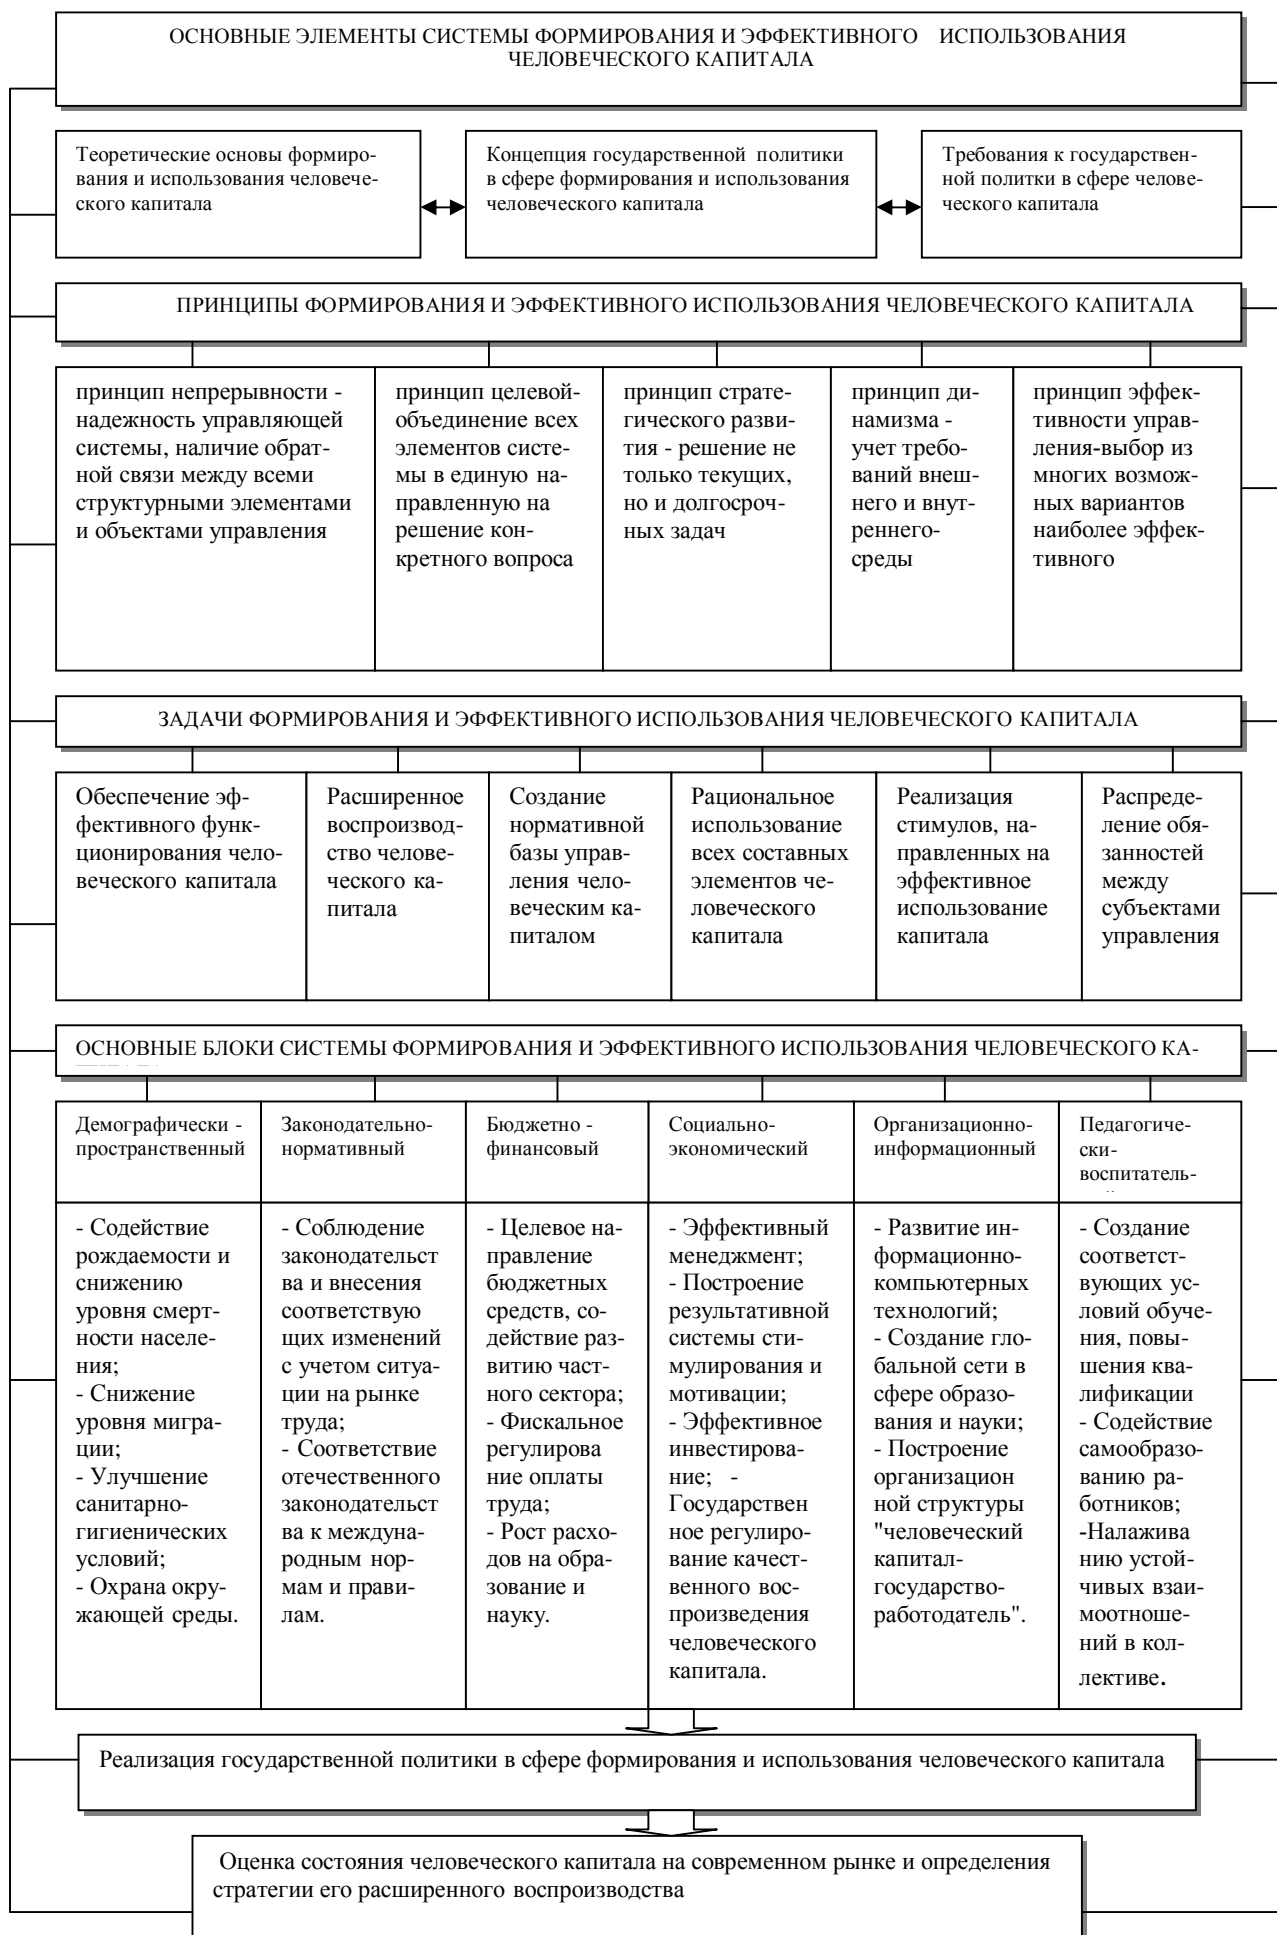 ОСНОВНЫЕ ЭЛЕМЕНТЫ СИСТЕМЫ ФОРМИРОВАНИЯ И ЭФФЕКТИВНОГО ИСПОЛЬЗОВАНИЯ
ЧЕЛОВЕЧЕСКОГО КАПИТАЛА
Теоретические основы формиро-
вания и использования человече-
ского капитала
Концепция государственной политики
в сфере формирования и использования
человеческого капитала
Требования к государствен-
ной политки в сфере челове-
ческого капитала
ПРИНЦИПЫ ФОРМИРОВАНИЯ И ЭФФЕКТИВНОГО ИСПОЛЬЗОВАНИЯ ЧЕЛОВЕЧЕСКОГО КАПИТАЛА
принцип непрерывности -
надежность управляющей
системы, наличие обрат-
ной связи между всеми
структурными элементами
и объектами управления
принцип целевой-
объединение всех
элементов систе-
мы в единую на-
правленную на
решение кон-
кретного вопроса
принцип страте-
гического разви-
тия - решение не
только текущих,
но и долгосроч-
ных задач
принцип ди-
намизма -
учет требо-
ваний внеш-
него и внут-
реннего-
среды
принцип эффек-
тивности управ-
ления-выбор из
многих возмож-
ных вариантов
наиболее эффек-
тивного
ЗАДАЧИ ФОРМИРОВАНИЯ И ЭФФЕКТИВНОГО ИСПОЛЬЗОВАНИЯ ЧЕЛОВЕЧЕСКОГО КАПИТАЛА
Обеспечение эф-
фективного функ-
ционирования чело-
веческого капитала
Расширенное
воспроизвод-
ство челове-
ческого ка-
питала
Создание
нормативной
базы управ-
ления чело-
веческим ка-
питалом
Рациональное
использование
всех составных
элементов че-
ловеческого
капитала
Реализация
стимулов, на-
правленных на
эффективное
использование
капитала
Распреде-
ление обя-
занностей
между
субъектами
управления
ОСНОВНЫЕ БЛОКИ СИСТЕМЫ ФОРМИРОВАНИЯ И ЭФФЕКТИВНОГО ИСПОЛЬЗОВАНИЯ ЧЕЛОВЕЧЕСКОГО КА-
Демографически -
пространственный
Законодательно-
нормативный
Бюджетно -
финансовый
Социально-
экономический
Организационно-
информационный
Педагогиче-
ски-
воспитатель-
- Содействие
рождаемости и
снижению
уровня смерт-
ности населе-
ния;
- Снижение
уровня мигра-
ции;
- Улучшение
санитарно-
гигиенических
условий;
- Охрана окру-
жающей среды.
- Соблюдение
законодательст
ва и внесения
соответствую
щих изменений
с учетом ситуа-
ции на рынке
труда;
- Соответствие
отечественного
законодательст
ва к междуна-
родным нор-
мам и прави-
лам.
- Целевое на-
правление
бюджетных
средств, со-
действие раз-
витию част-
ного сектора;
- Фискальное
регулирова
ние оплаты
труда;
- Рост расхо-
дов на обра-
зование и
науку.
- Эффективный
менеджмент;
- Построение
результативной
системы сти-
мулирования и
мотивации;
- Эффективное
инвестирова-
ние; -
Государствен
ное регулиро-
вание качест-
венного вос-
произведения
человеческого
капитала.
- Развитие ин-
формационно-
компьютерных
технологий;
- Создание гло-
бальной сети в
сфере образо-
вания и науки;
- Построение
организацион
ной структуры
"человеческий
капитал-
государство-
работодатель".
- Создание
соответст-
вующих ус-
ловий обуче-
ния, повы-
шения ква-
лификации
- Содействие
самообразо-
ванию ра-
ботников;
-Налажива
нию устой-
чивых взаи-
моотноше-
ний в кол-
лективе.
Реализация государственной политики в сфере формирования и использования человеческого капитала
Оценка состояния человеческого капитала на современном рынке и определения
стратегии его расширенного воспроизводства